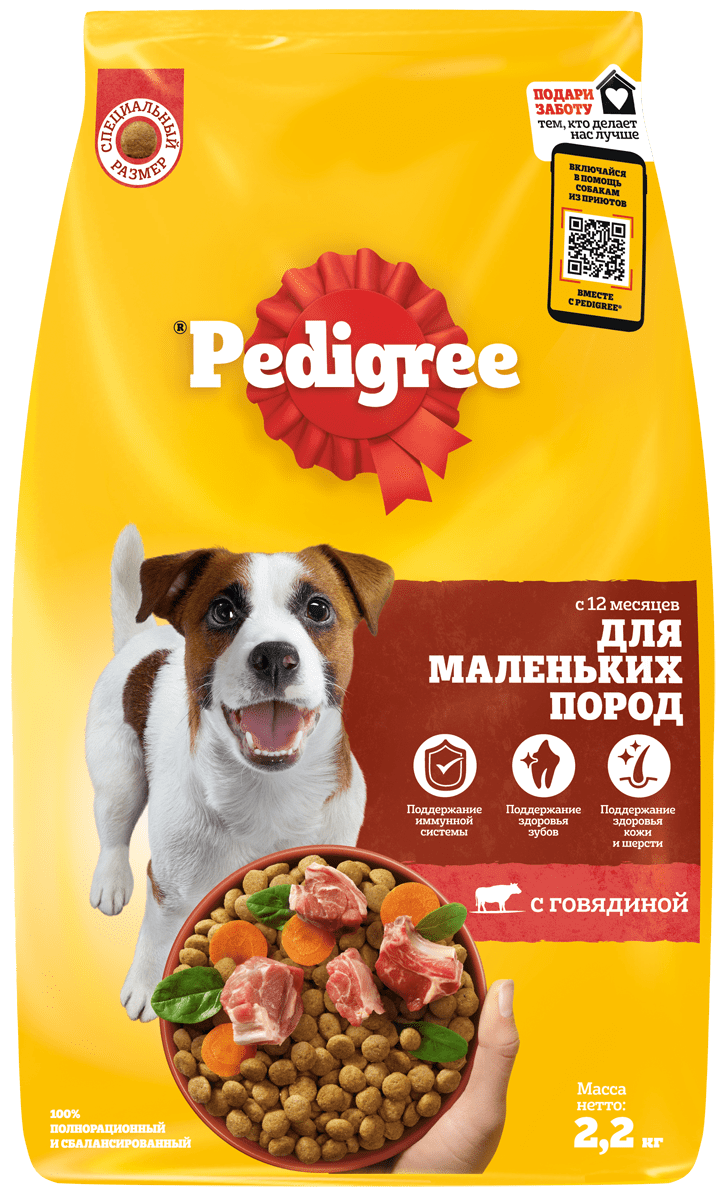 СПЕЦИАЛЬНЫЙ
РАЗМЕР
ПОДАРИ
ЗАБОТУ
тем, кто делает
нас лучше
ВКЛЮЧАЙСЯ
В ПОМОЩЬ
СОБАКАМ
ИЗ ПРИЮТОВ
ВМЕСТЕ
С PEDIGREE®
® Pedigree
с 12 месяцев
ДЛЯ
МАЛЕНЬКИХ
ПОРОД
Поддержание
иммунной
системы
Поддержание
здоровья
зубов
Поддержание
здоровья
кожи
и шерсти
с говядиной
100%
ПОЛНОРАЦИОННЫЙ
И СБАЛАНСИРОВАННЫЙ
Масса
нетто:
2,2 кг